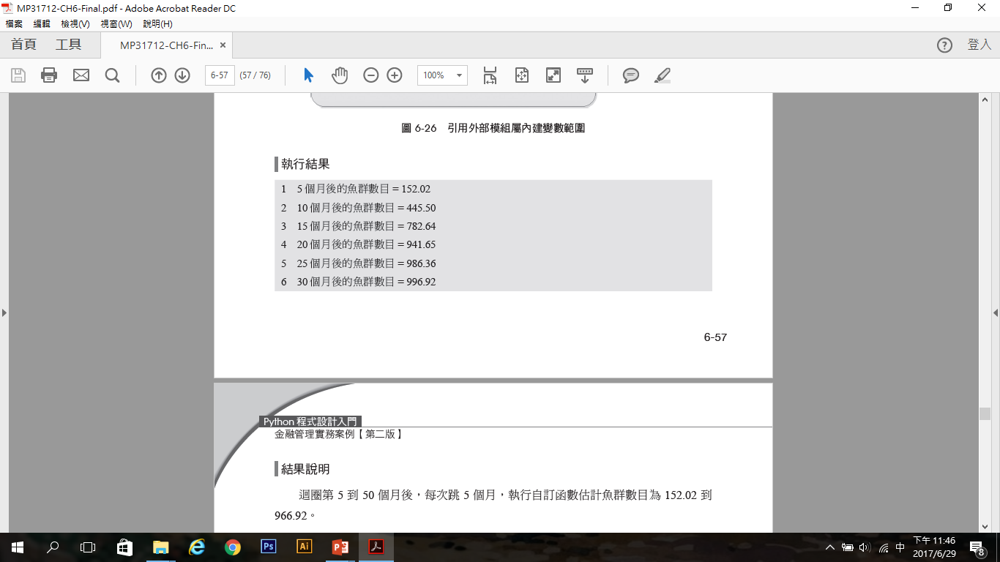 MP31712-CH6-Final.pdf - Adobe Acrobat Reader DC
檔案 編輯 檢視(V) 視窗(W) 說明(H)
首頁 工具 MP31712-CH6-Fin... × ? 登入
6-57 (57 / 76) 100%
圖 6-26 引用外部模組屬內建變數範圍
執行結果
1 5 個月後的魚群數目 = 152.02
2 10 個月後的魚群數目 = 445.50
3 15 個月後的魚群數目 = 782.64
4 20 個月後的魚群數目 = 941.65
5 25 個月後的魚群數目 = 986.36
6 30 個月後的魚群數目 = 996.92
6-57
Python 程式設計入門
金融管理實務案例【第二版】
結果說明
迴圈第 5 到 50 個月後，每次跳 5 個月，執行自訂函數估計魚群數目為 152.02 到
966.92。
Ps Ai 中 下午 11:46
2017/6/29 8